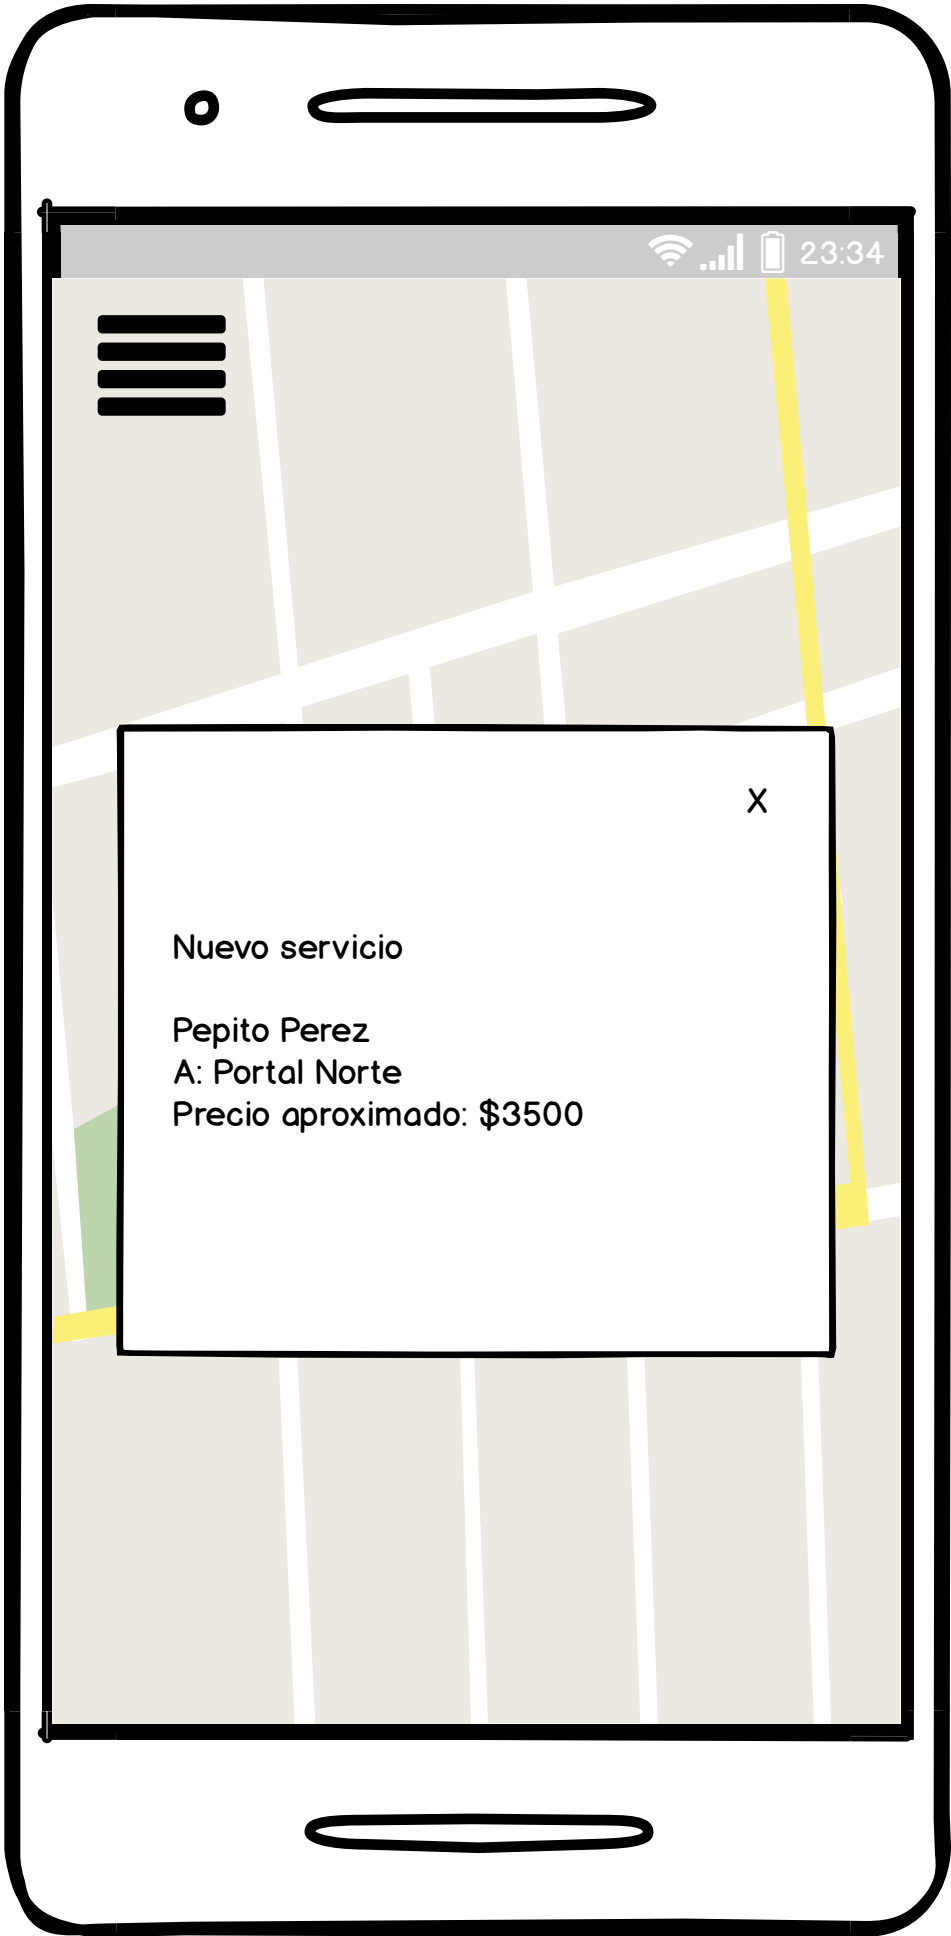 23:34
X
Nuevo servicio
Pepito Perez
A: Portal Norte
Precio aproximado: $3500